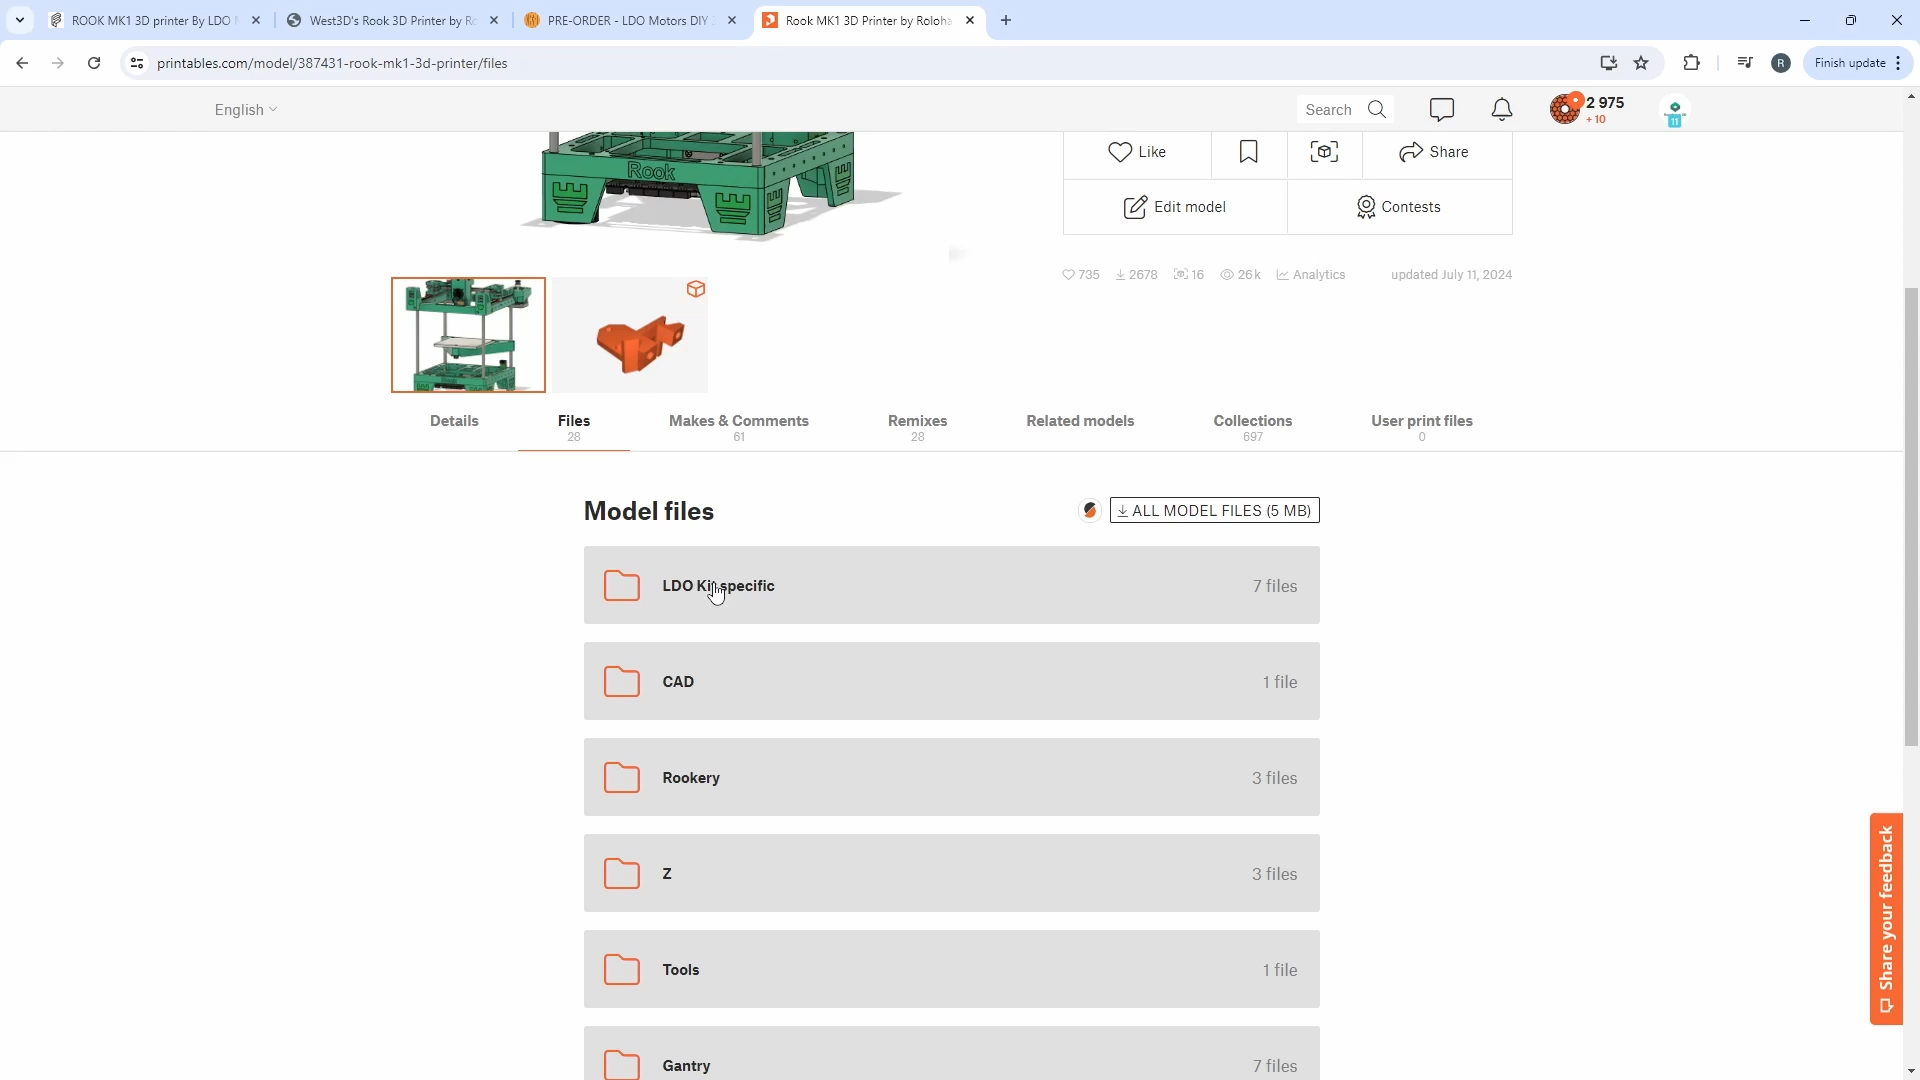 ROOK MK1 3D printer By LDO
West3D's Rook 3D Printer by Ro
PRE-ORDER - LDO Motors DIY
Rook MK1 3D Printer by Roloha
printables.com/model/387431-rook-mk1-3d-printer/files
R
Finish update
English
Search
2 975
+ 10
11
Rook
Like
Share
Edit model
Contests
735
2678
16
26k
Analytics
updated July 11, 2024
Details
Files
28
Makes & Comments
61
Remixes
28
Related models
Collections
697
User print files
0
Model files
ALL MODEL FILES (5 MB)
LDO Kit specific
7 files
CAD
1 file
Rookery
3 files
Z
3 files
Tools
1 file
Gantry
7 files
Share your feedback